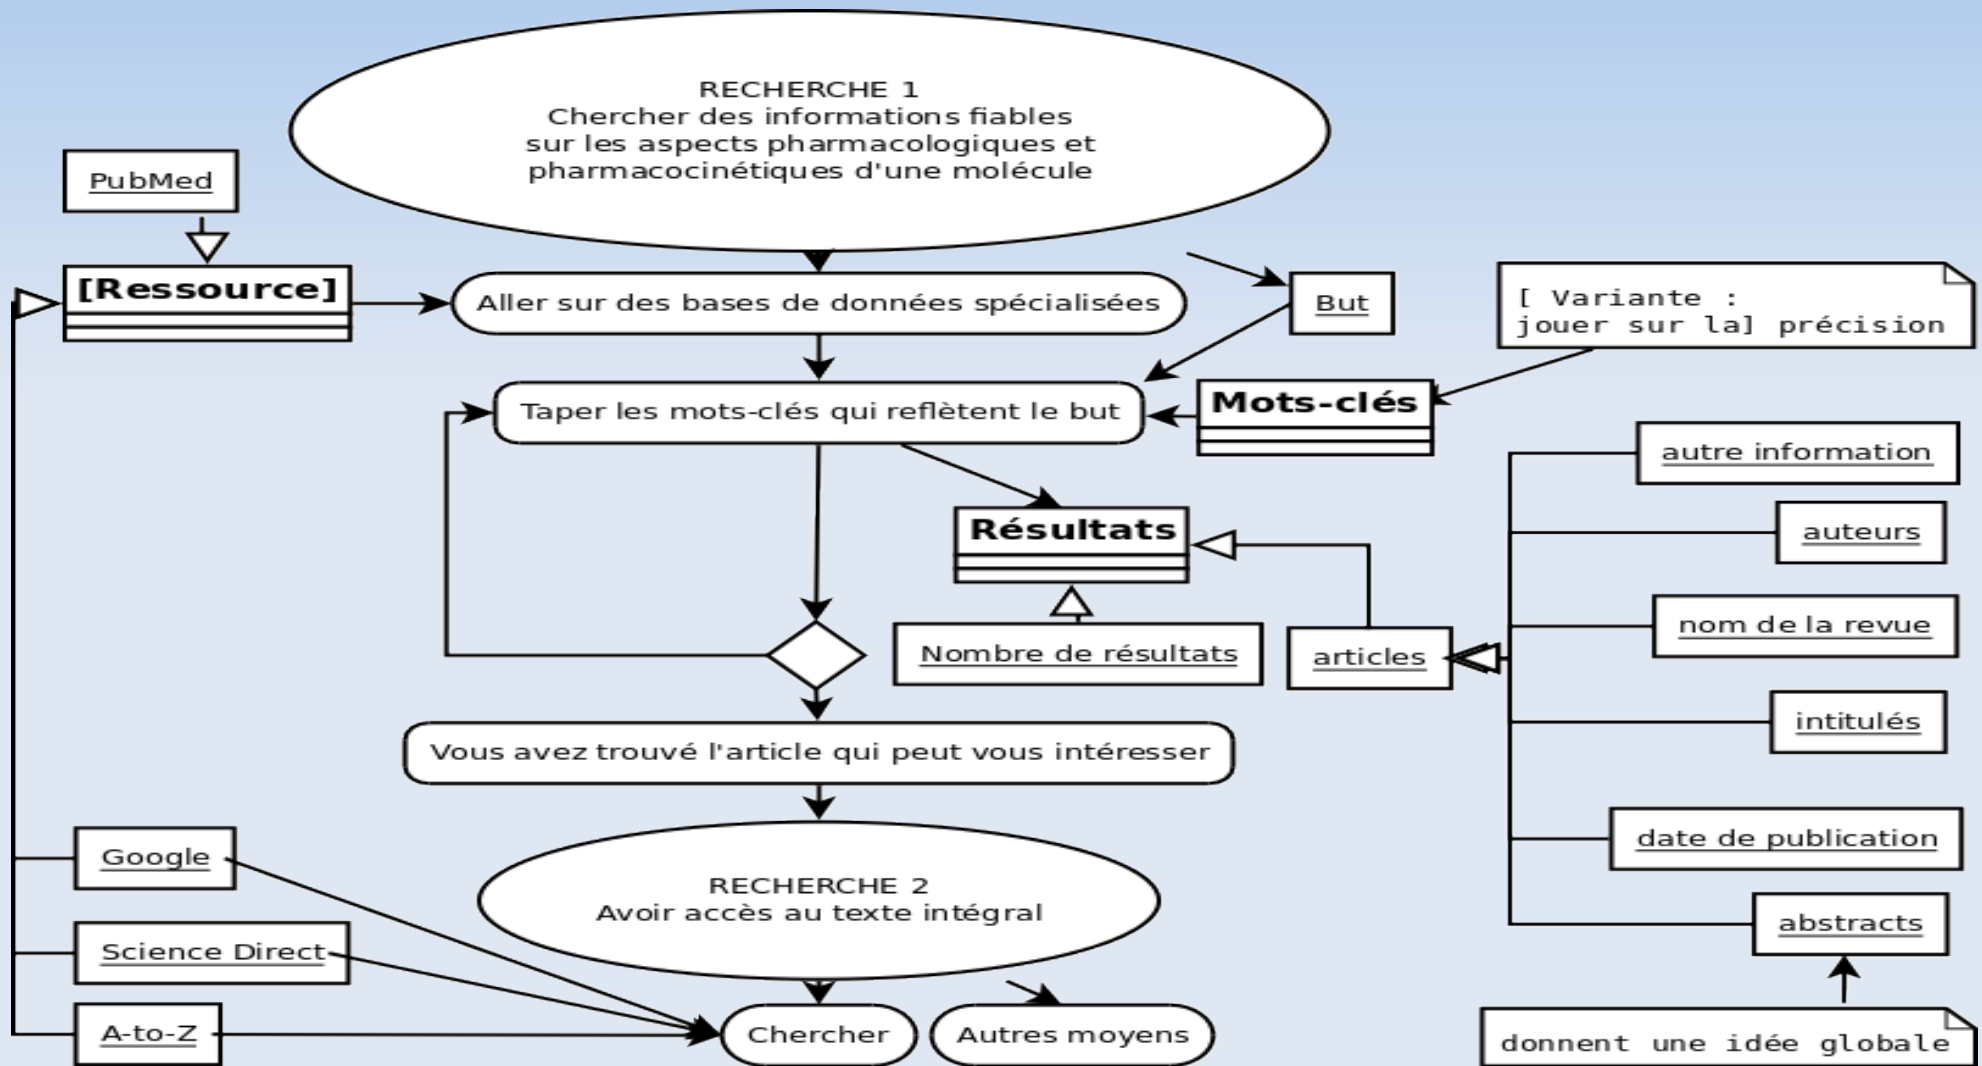 RECHERCHE 1
Chercher des informations fiables
sur les aspects pharmacologiques et
pharmacocinétiques d'une molécule
PubMed
[Ressource]
Aller sur des bases de données spécialisées
But
[ Variante :
jouer sur la] précision
Taper les mots-clés qui reflètent le but
Mots-clés
autre information
Résultats
auteurs
nom de la revue
Nombre de résultats
articles
intitulés
Vous avez trouvé l'article qui peut vous intéresser
date de publication
Google
RECHERCHE 2
Avoir accès au texte intégral
abstracts
Science Direct
A-to-Z
Chercher
Autres moyens
donnent une idée globale